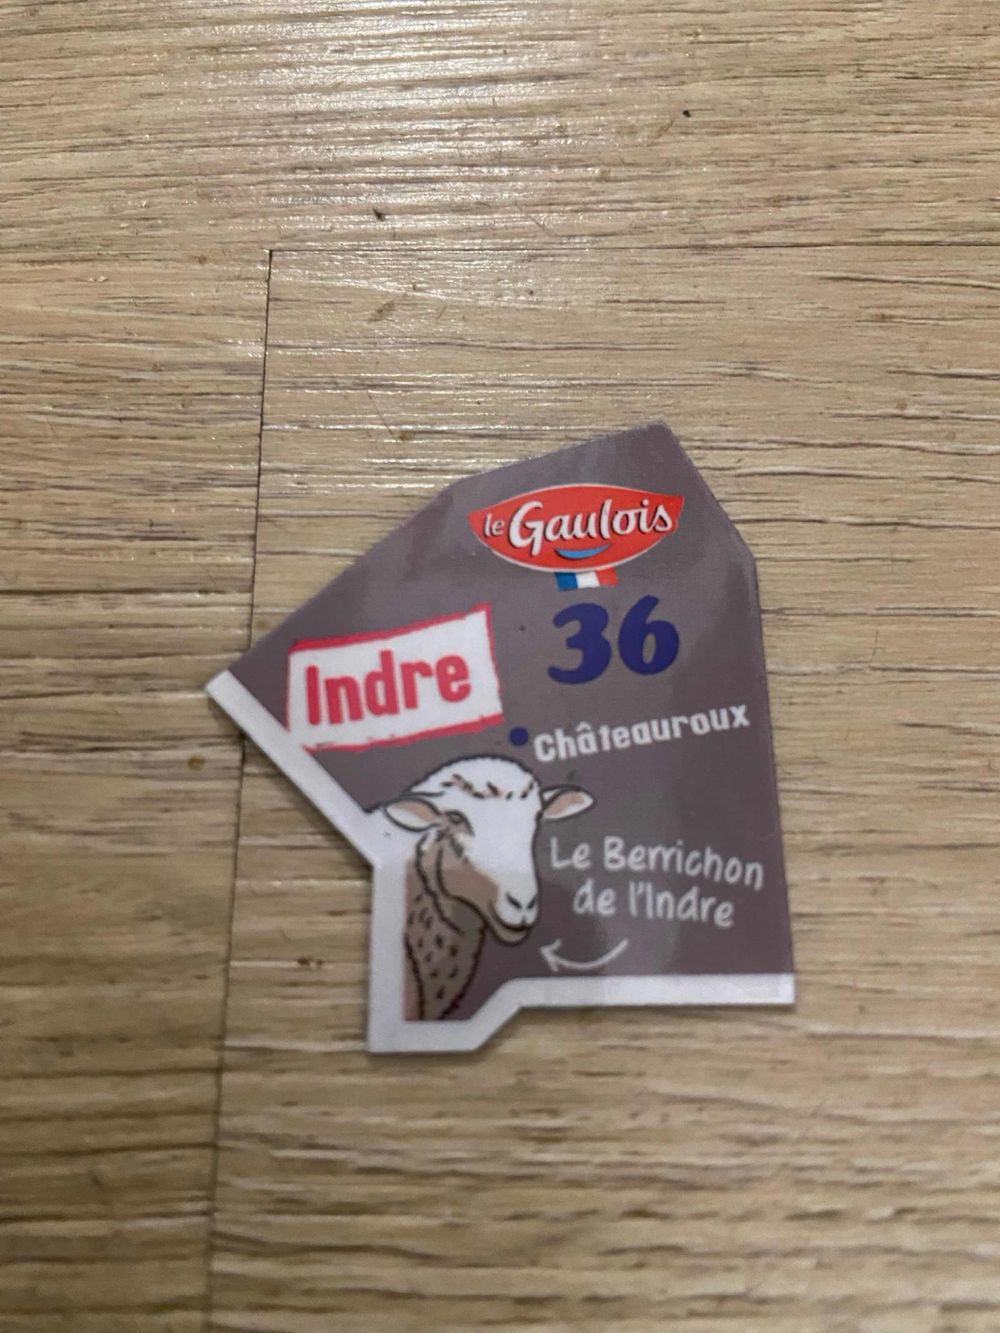 le Gaulois
36
Indre
Châteauroux
Le Berrichon
de l'Indre